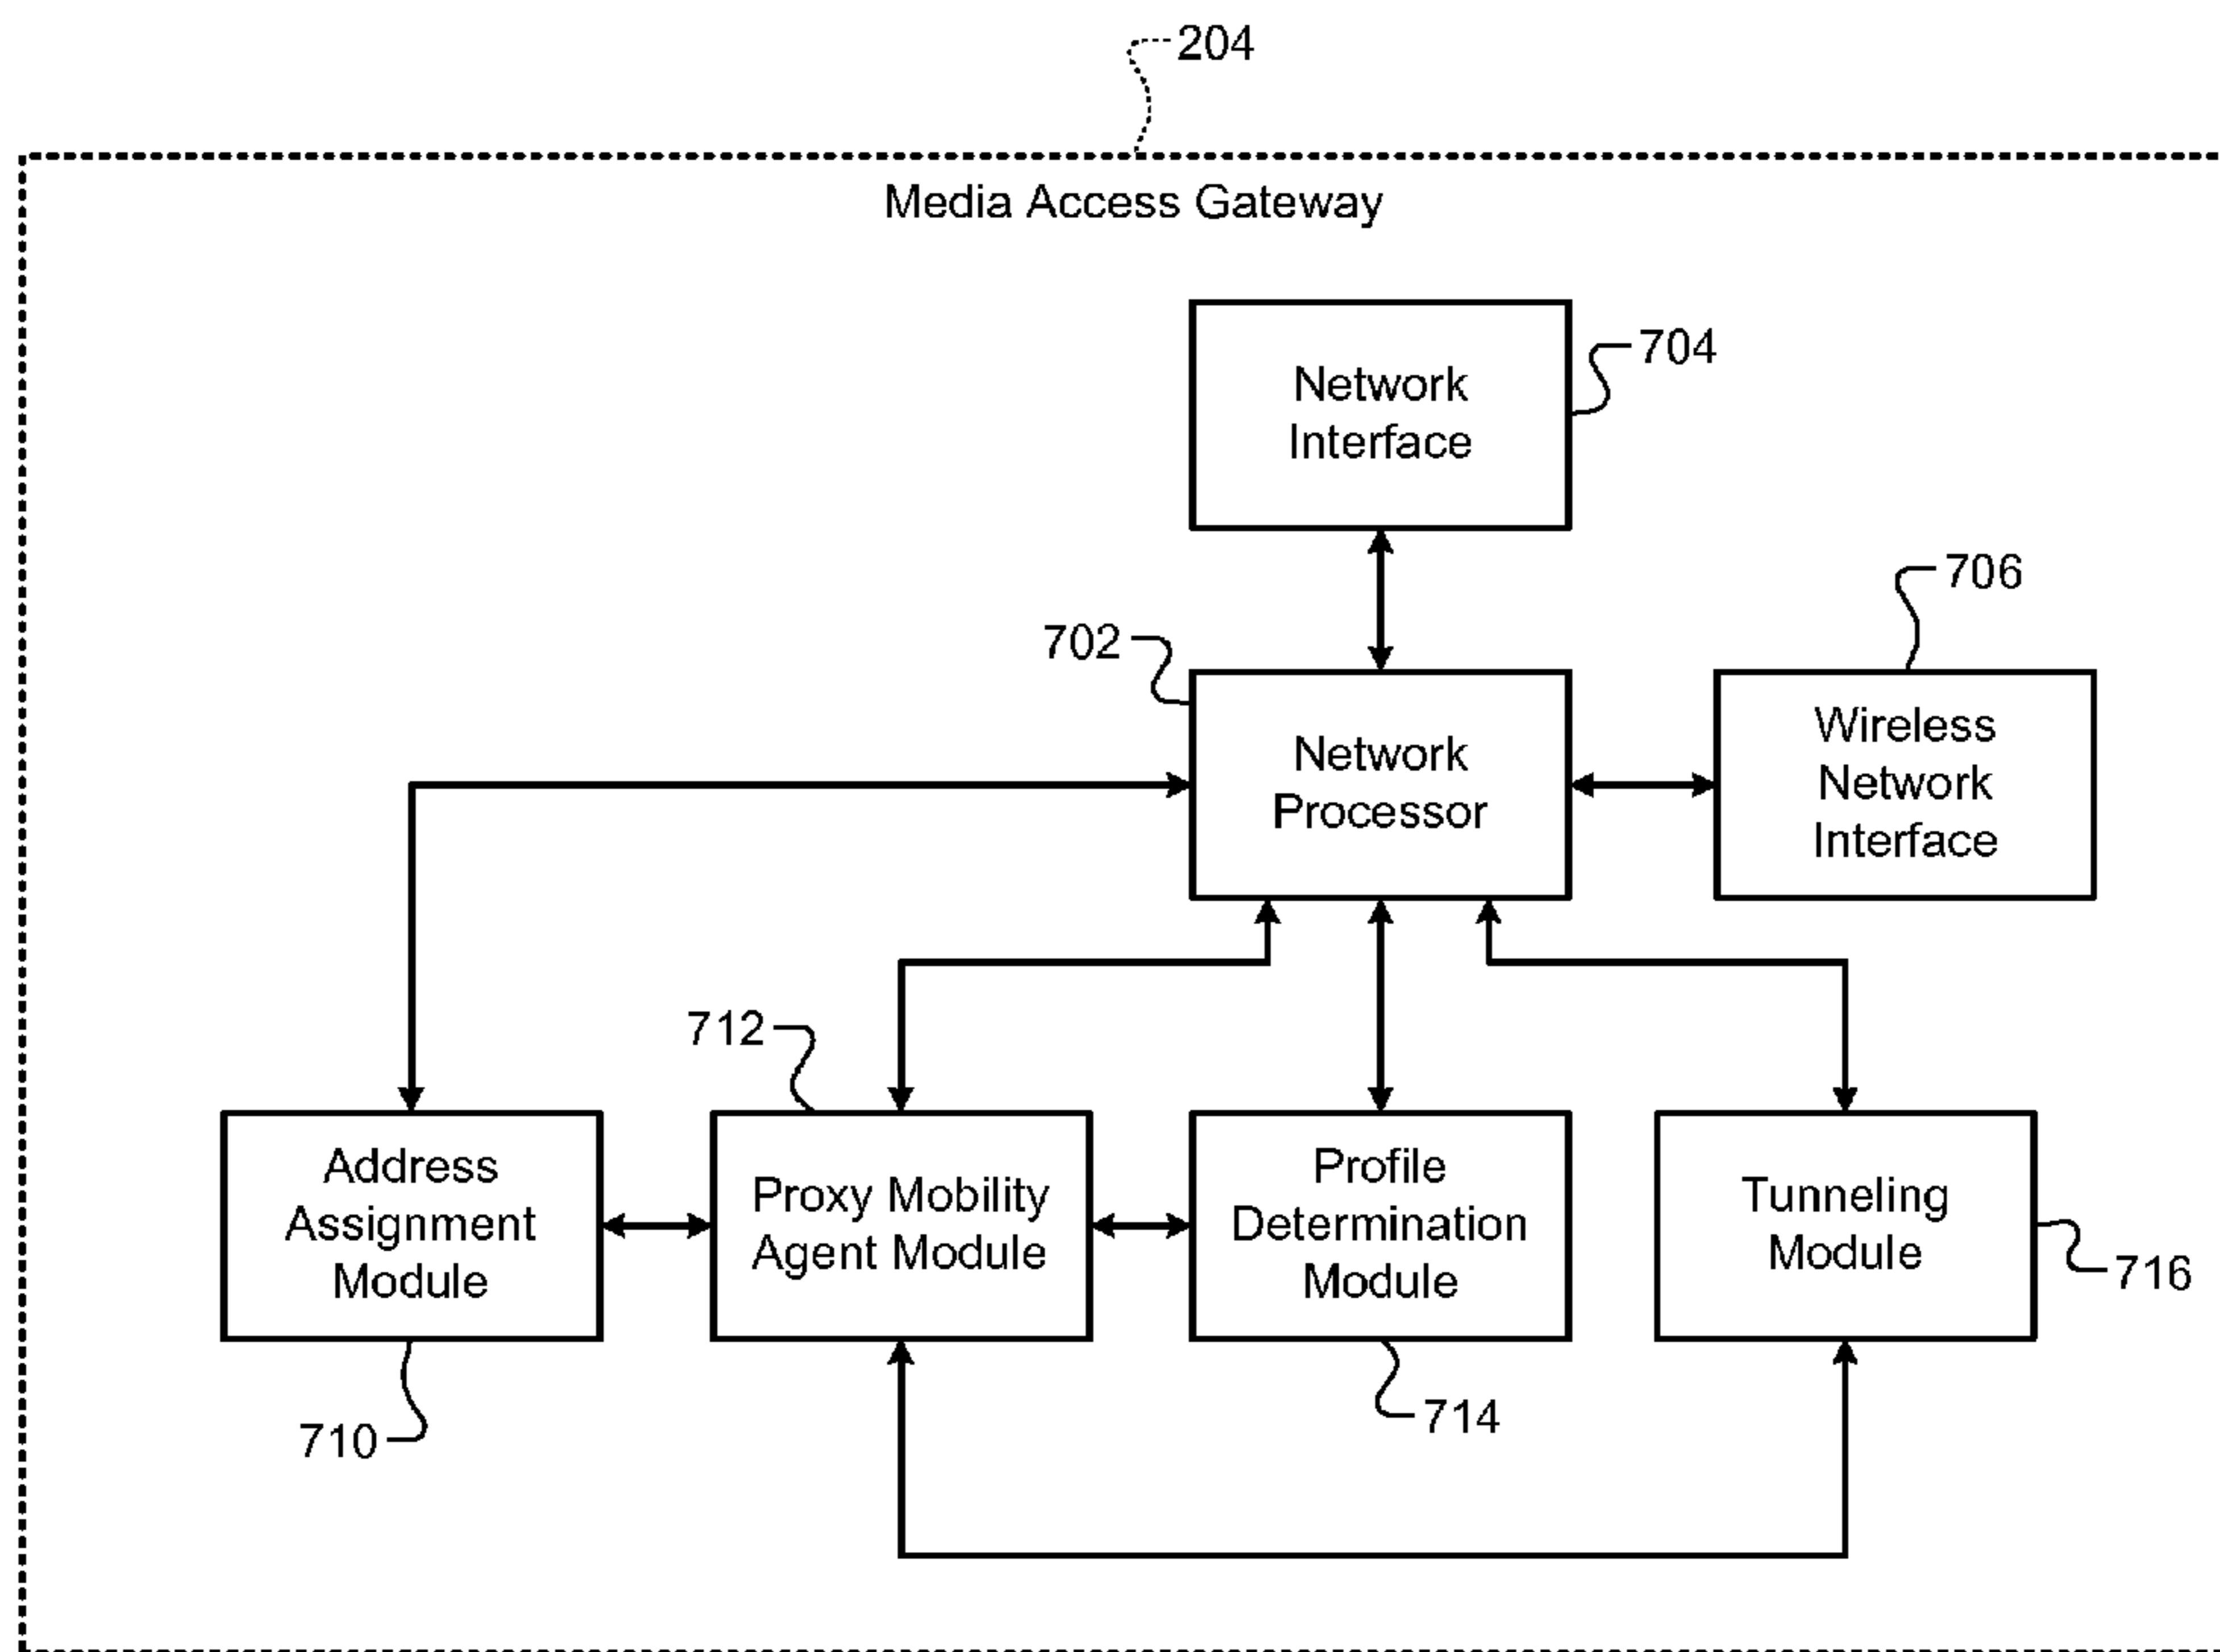 204
Media Access Gateway
Network
Interface
704
706
702
Network
Processor
Wireless
Network
Interface
712
Address
Assignment
Module
Proxy Mobility
Agent Module
Profile
Determination
Module
Tunneling
Module
716
710
714